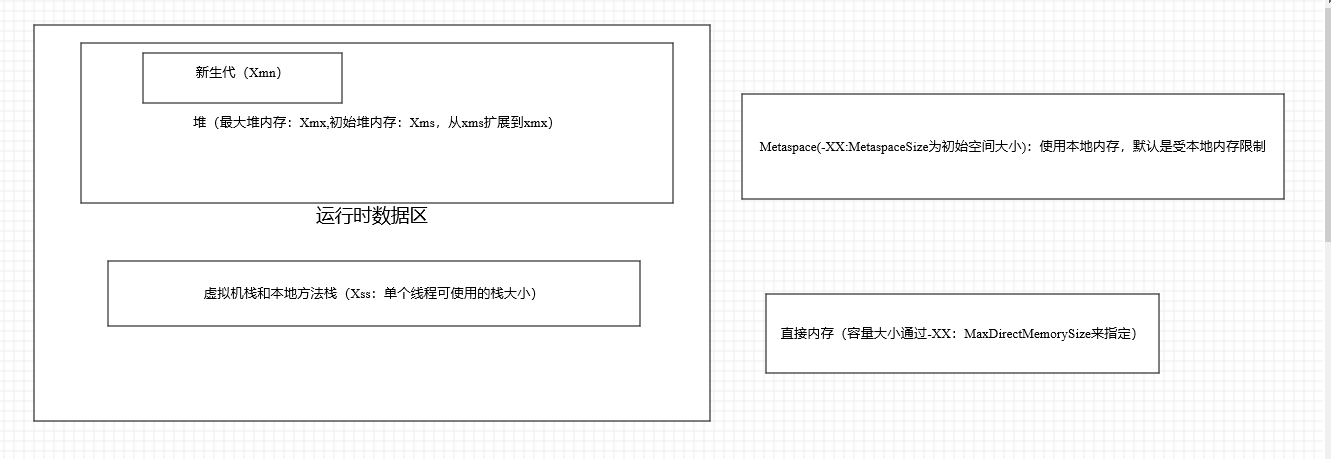 新生代（Xmn）
堆（最大堆内存：Xmx,初始堆内存：Xms，从xms扩展到xmx）
运行时数据区
虚拟机栈和本地方法栈（Xss：单个线程可使用的栈大小）
Metaspace(-XX:MetaspaceSize为初始空间大小)：使用本地内存，默认是受本地内存限制
直接内存（容量大小通过-XX：MaxDirectMemorySize来指定）